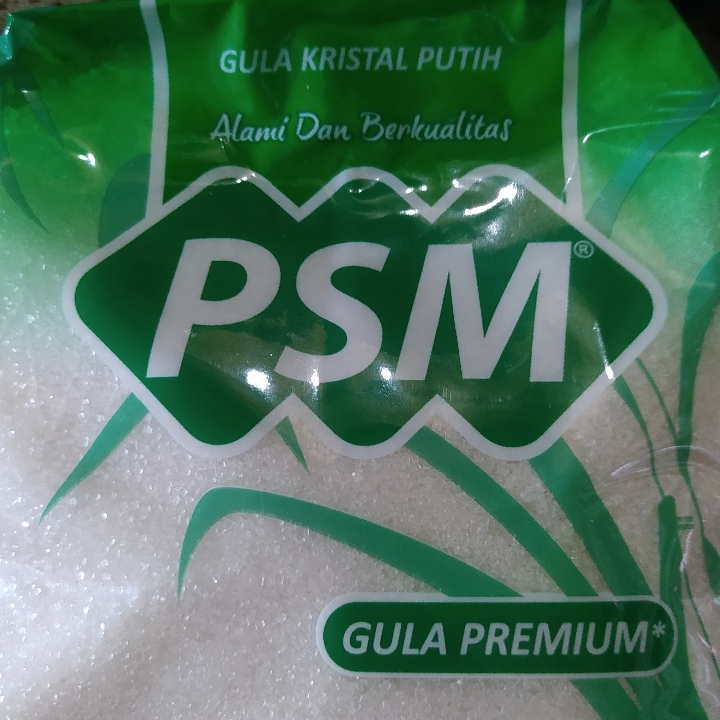 GULA KRISTAL PUTIH
Alami Dan Berkualitas
PSM®
GULA PREMIUM*